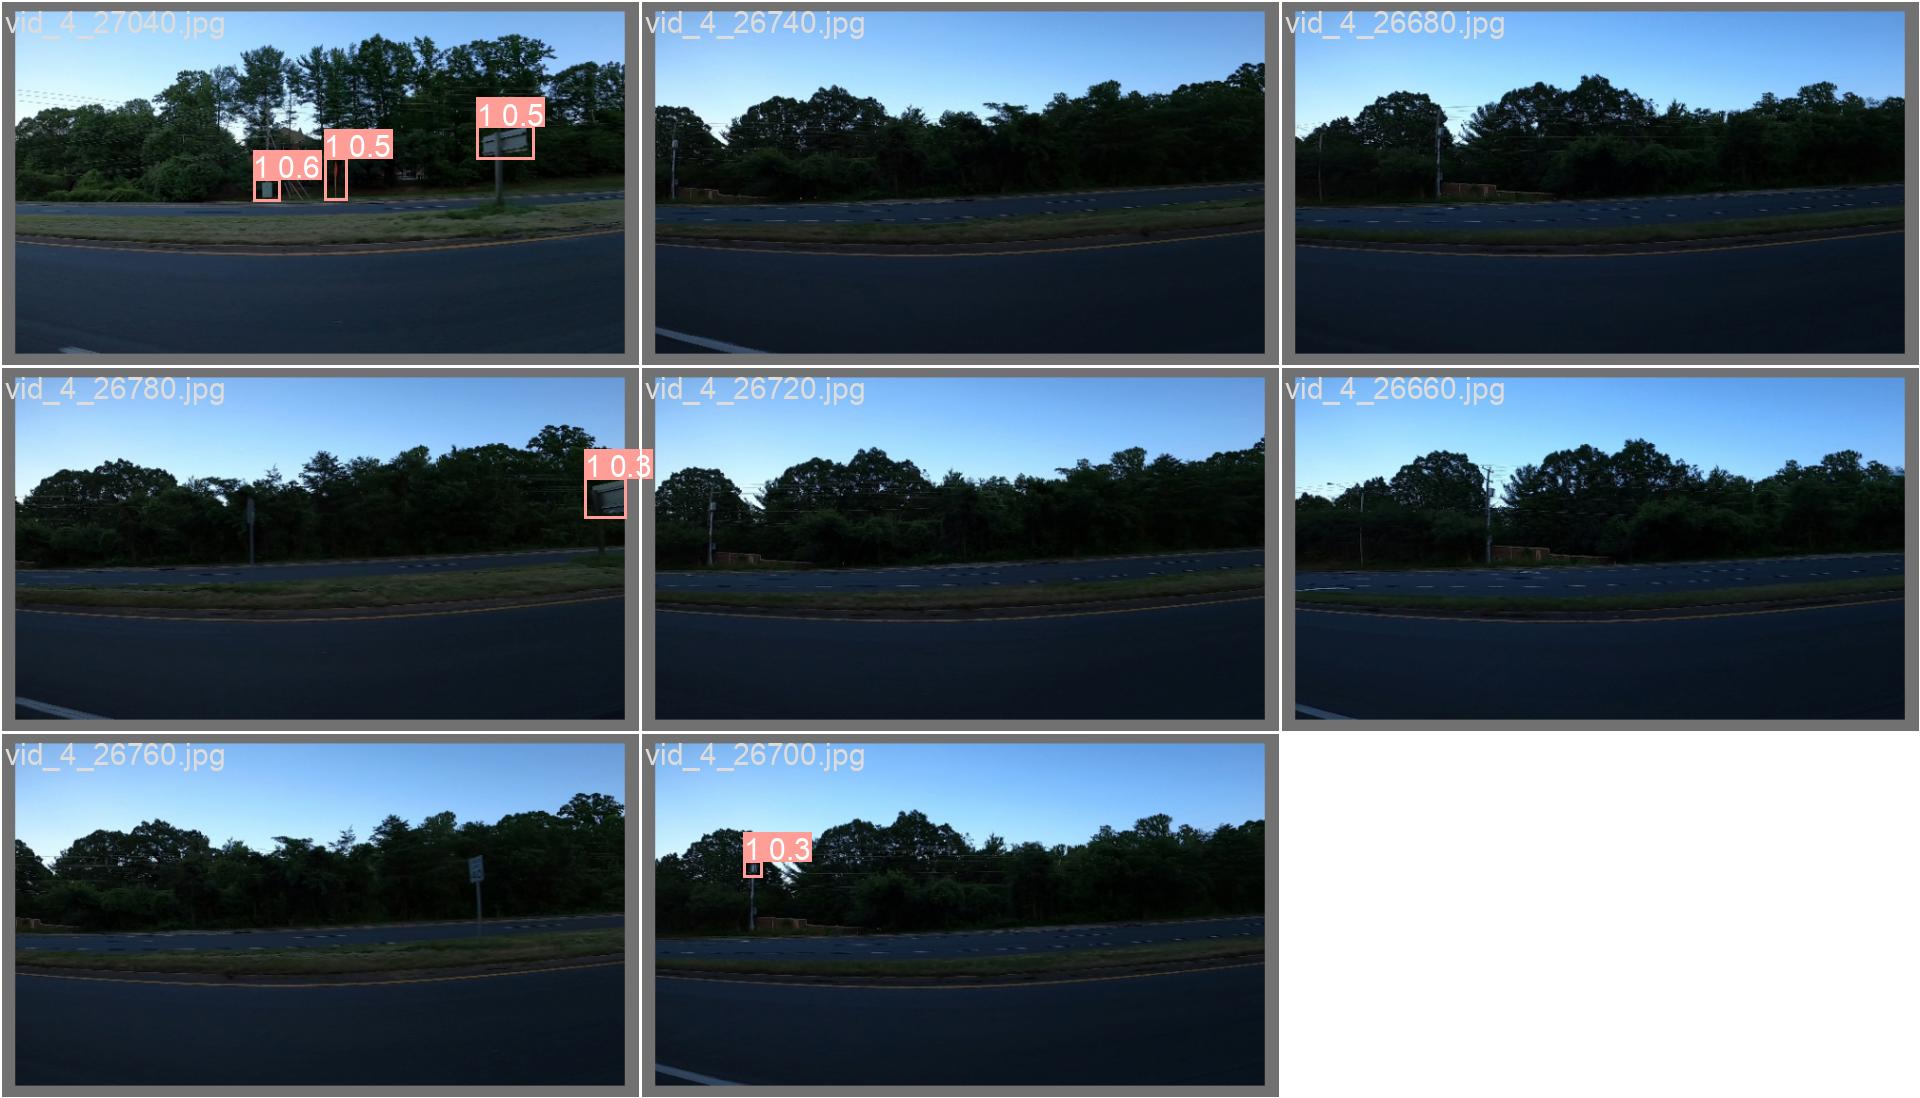 vid_4_27040.jpg
1 0.6
1 0.5
1 0.5
vid_4_26740.jpg
vid_4_26680.jpg
vid_4_26780.jpg
1 0.3
vid_4_26720.jpg
vid_4_26660.jpg
vid_4_26760.jpg
vid_4_26700.jpg
1 0.3